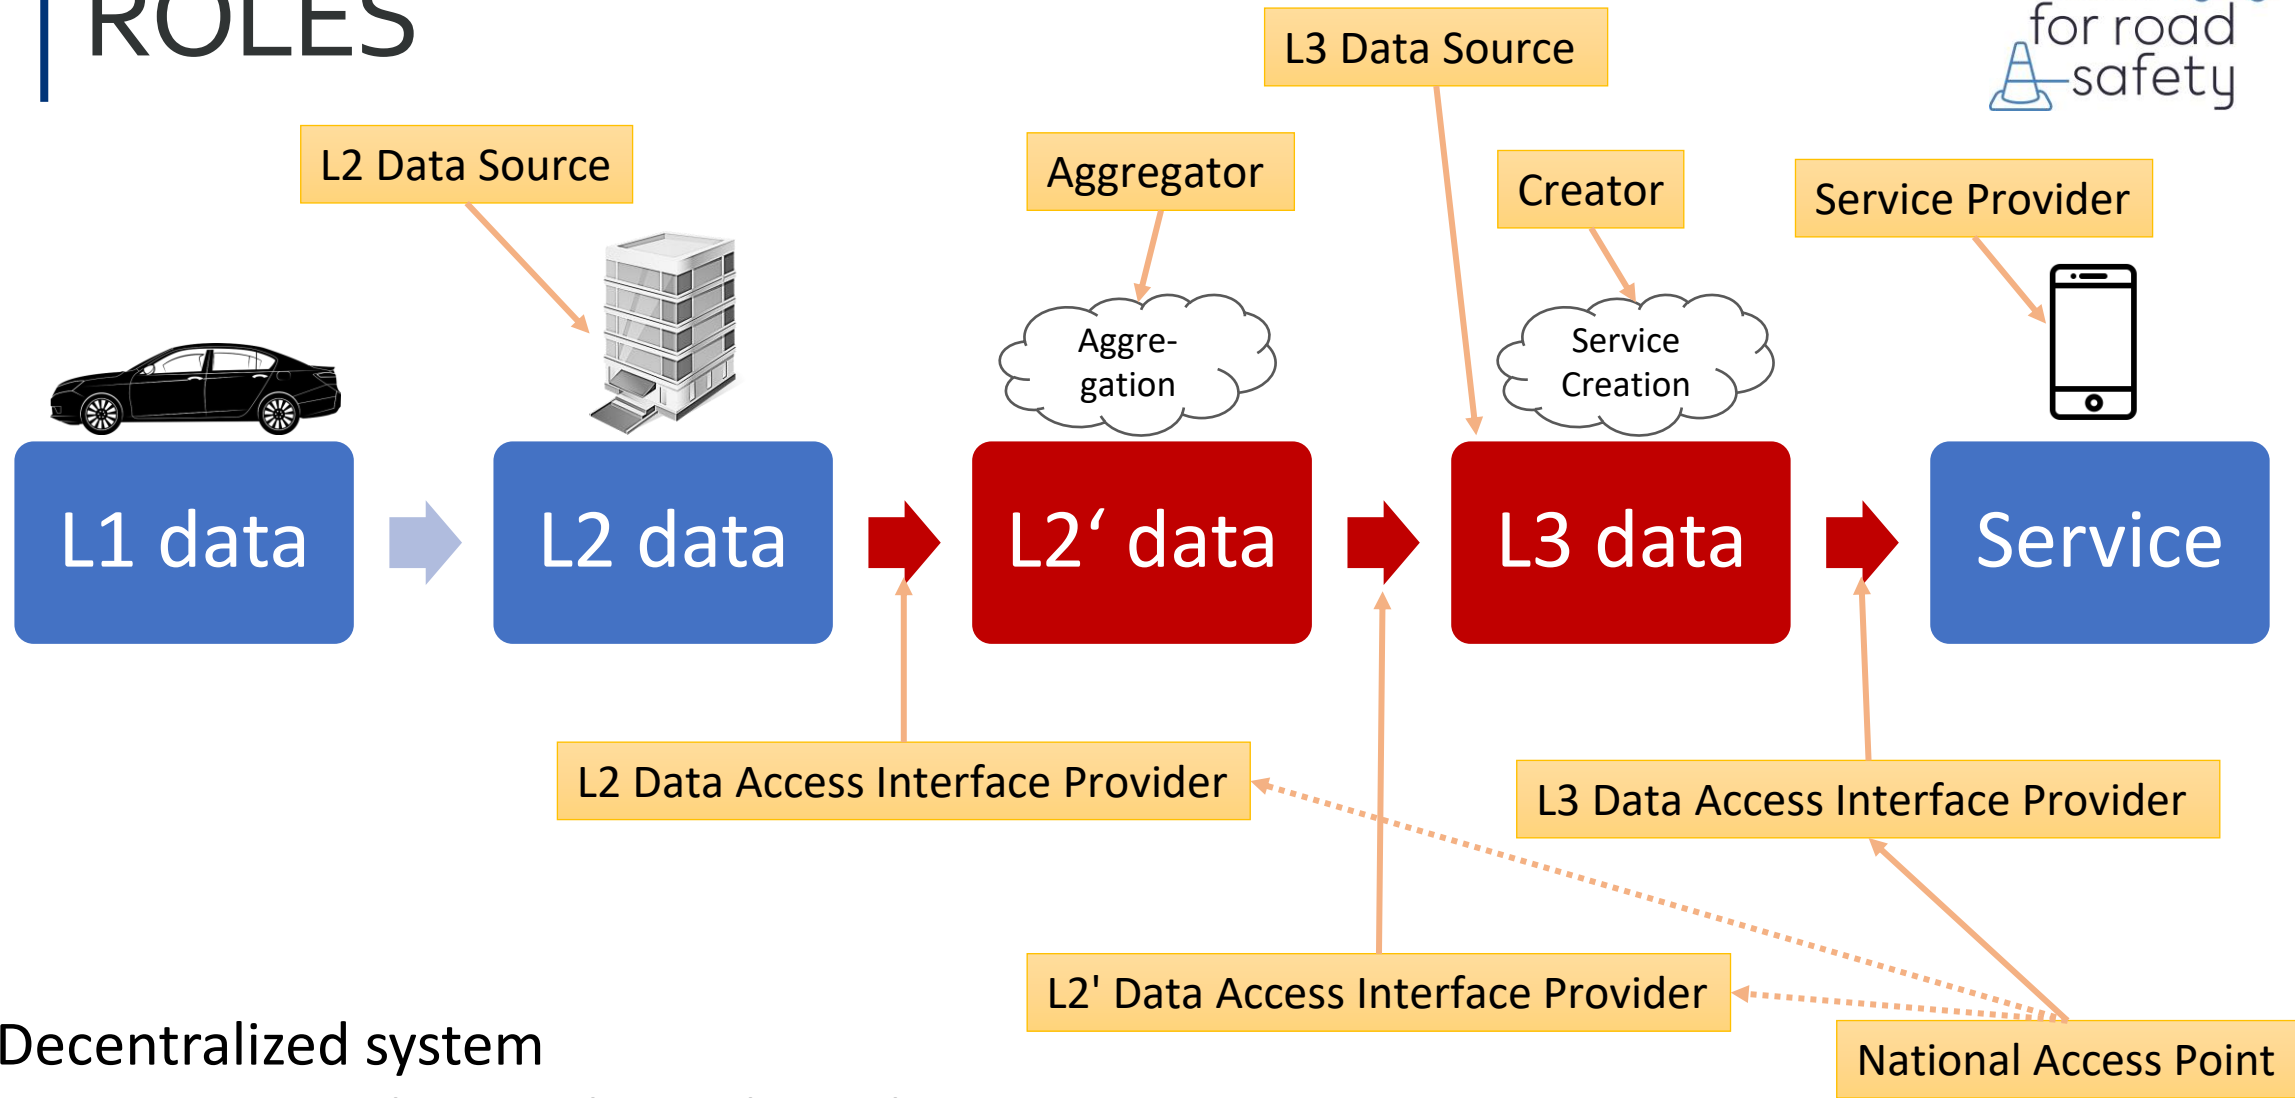 ROLES
for road
safety
L3 Data Source
L2 Data Source
Aggregator
Creator
Service Provider
Aggre-
gation
Service
Creation
L1 data
L2 data
L2‘ data
L3 data
Service
L2 Data Access Interface Provider
L3 Data Access Interface Provider
L2' Data Access Interface Provider
Decentralized system
National Access Point